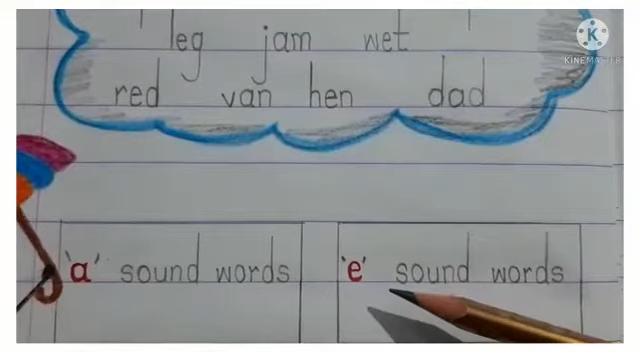 leg jam wet
red van hen dad
'a' sound words
'e' sound words
K
KINEMASTER